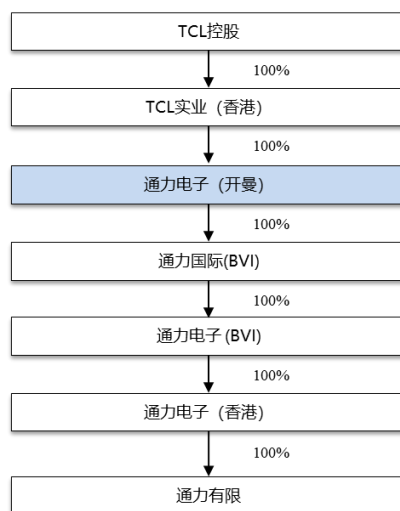 TCL控股
100%
TCL实业（香港）
100%
通力电子（开曼）
100%
通力国际(BVI)
100%
通力电子 (BVI)
100%
通力电子（香港）
100%
通力有限